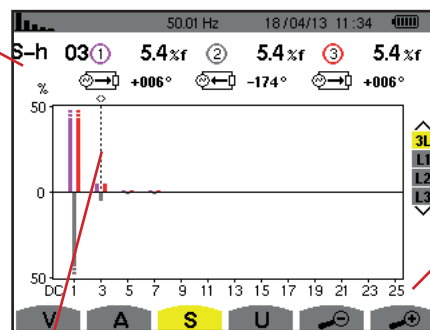 50.01 Hz 18/04/13 11:34
S-h 03 1 5.4 %f 2 5.4 %f 3 5.4 %f
+006° -174° +006°
%
50
0
50
3L
L1
L2
L3
DC 1 3 5 7 9 11 13 15 17 19 21 23 25
V A S U